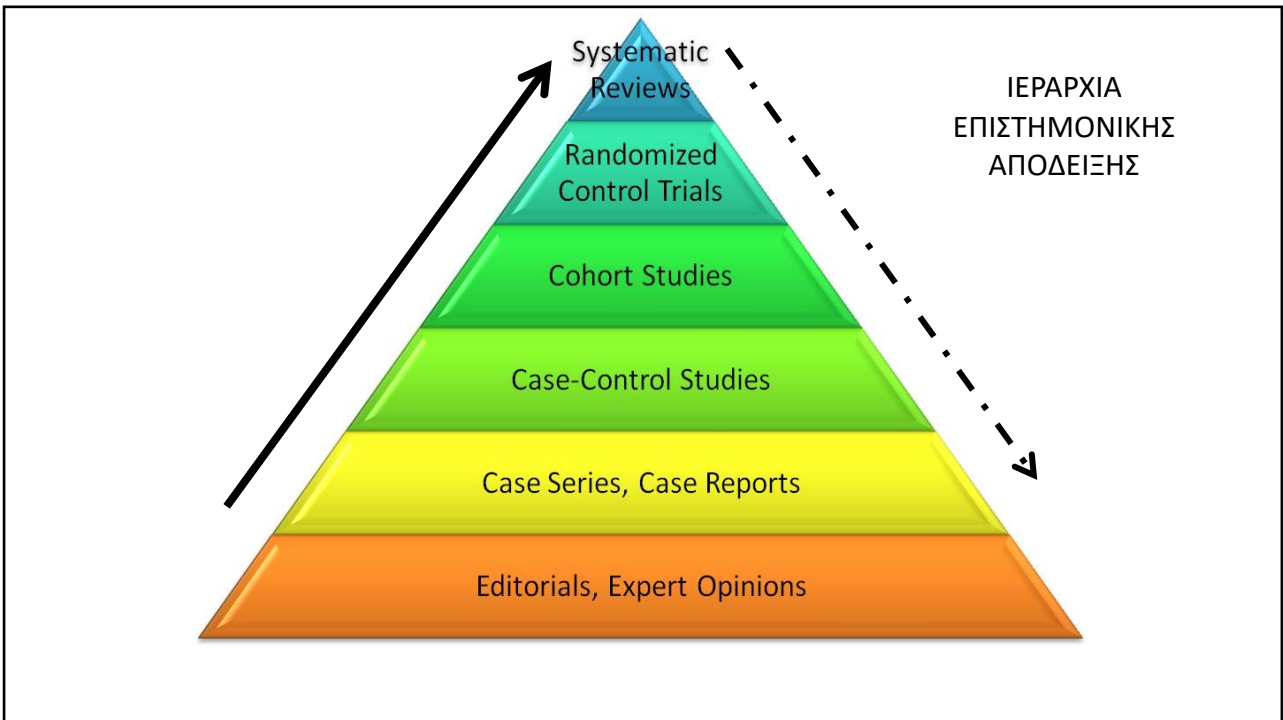 Systematic
Reviews
ΙΕΡΑΡΧΙΑ
ΕΠΙΣΤΗΜΟΝΙΚΗΣ
ΑΠΟΔΕΙΞΗΣ
Randomized
Control Trials
Cohort Studies
Case-Control Studies
Case Series, Case Reports
Editorials, Expert Opinions